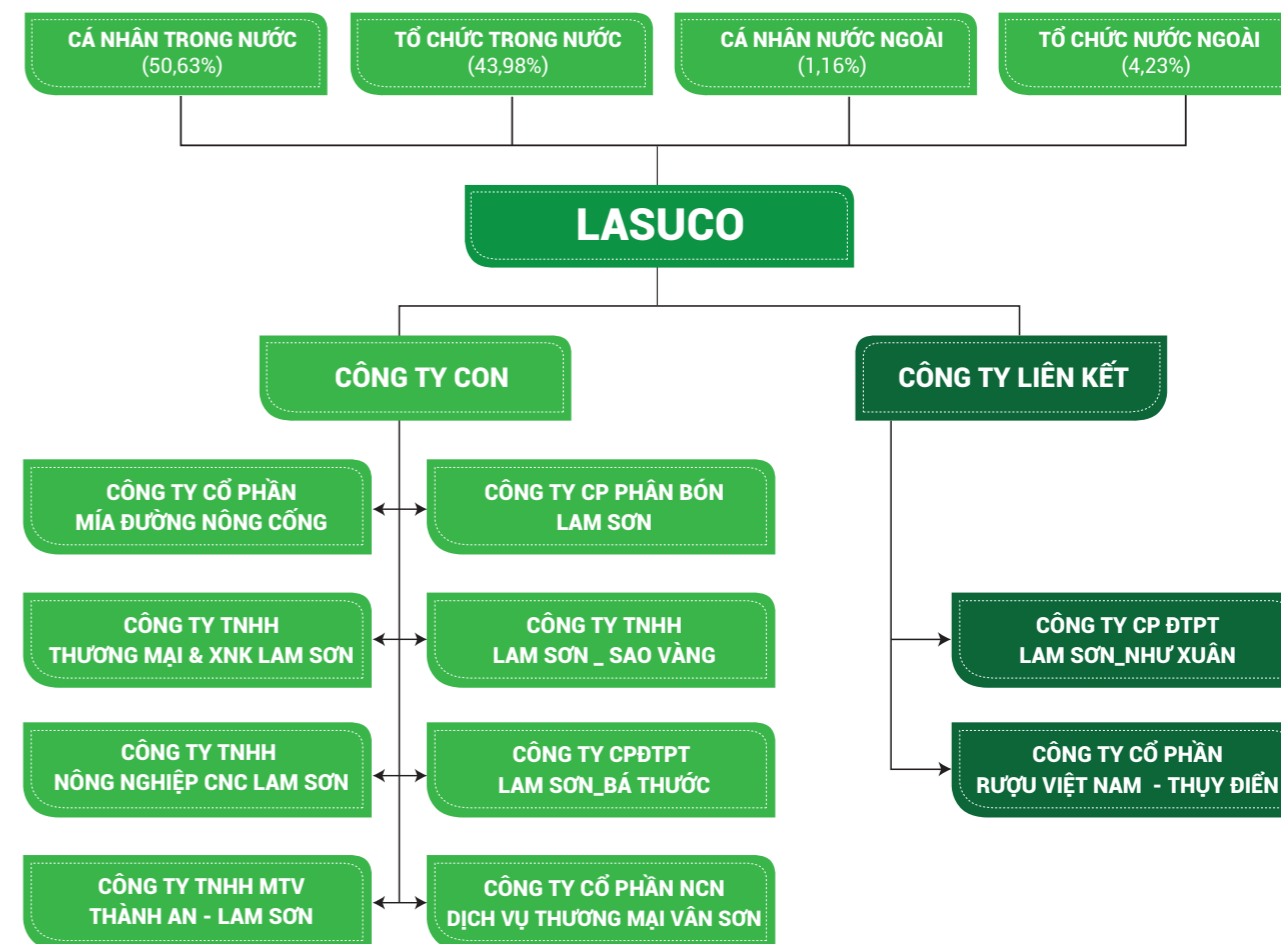 CÁ NHÂN TRONG NƯỚC
(50,63%)
TỔ CHỨC TRONG NƯỚC
(43,98%)
CÁ NHÂN NƯỚC NGOÀI
(1,16%)
TỔ CHỨC NƯỚC NGOÀI
(4,23%)
LASUCO
CÔNG TY CON
CÔNG TY LIÊN KẾT
CÔNG TY CỔ PHẦN
MÍA ĐƯỜNG NÔNG CỐNG
CÔNG TY CP PHÂN BÓN
LAM SƠN
CÔNG TY TNHH
THƯƠNG MẠI & XNK LAM SƠN
CÔNG TY TNHH
LAM SƠN _ SAO VÀNG
CÔNG TY CP ĐTPT
LAM SƠN_NHƯ XUÂN
CÔNG TY TNHH
NÔNG NGHIỆP CNC LAM SƠN
CÔNG TY CPĐTPT
LAM SƠN_BÁ THƯỚC
CÔNG TY CỔ PHẦN
RƯỢU VIỆT NAM - THỤY ĐIỂN
CÔNG TY TNHH MTV
THÀNH AN - LAM SƠN
CÔNG TY CỔ PHẦN NCN
DỊCH VỤ THƯƠNG MẠI VÂN SƠN